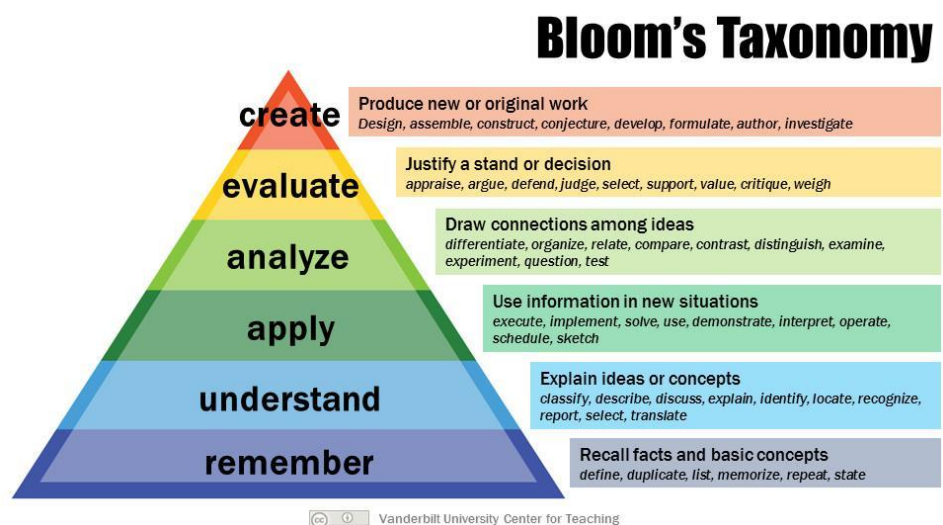 Bloom's Taxonomy
create
Produce new or original work
Design, assemble, construct, conjecture, develop, formulate, author, investigate
evaluate
Justify a stand or decision
appraise, argue, defend, judge, select, support, value, critique, weigh
analyze
Draw connections among ideas
differentiate, organize, relate, compare, contrast, distinguish, examine,
experiment, question, test
apply
Use information in new situations
execute, implement, solve, use, demonstrate, interpret, operate,
schedule, sketch
understand
Explain ideas or concepts
classify, describe, discuss, explain, identify, locate, recognize,
report, select, translate
remember
Recall facts and basic concepts
define, duplicate, list, memorize, repeat, state
cc Vanderbilt University Center for Teaching